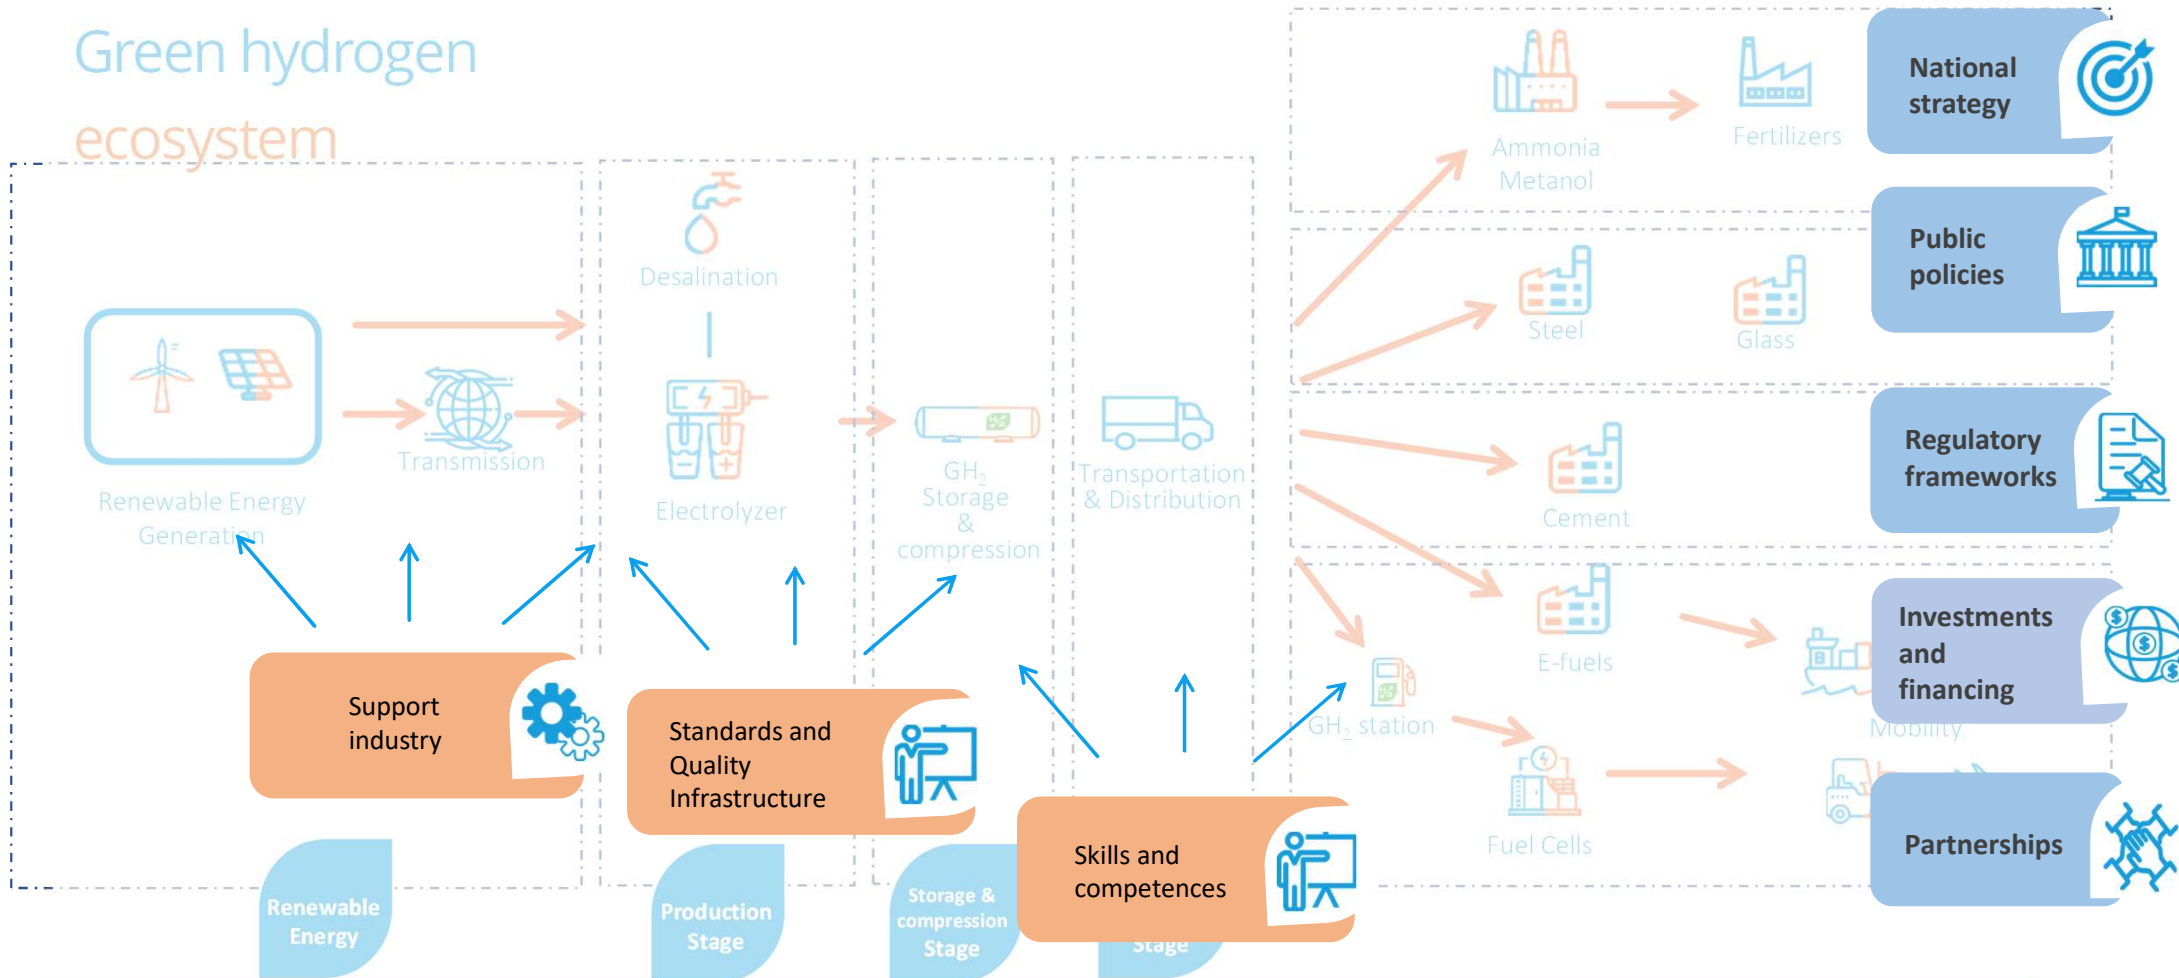 Green hydrogen
ecosystem
Renewable Energy
Generation
Transmission
Desalination
Electrolyzer
GH₂
Storage
&
compression
Transportation
& Distribution
Ammonia
Metanol
Fertilizers
Steel
Glass
Cement
E-fuels
GH₂ station
Mobility
Fuel Cells
National
strategy
Public
policies
Regulatory
frameworks
Investments
and
financing
Partnerships
Support
industry
Standards and
Quality
Infrastructure
Skills and
competences
Renewable
Energy
Production
Stage
Storage &
compression
Stage
Stage